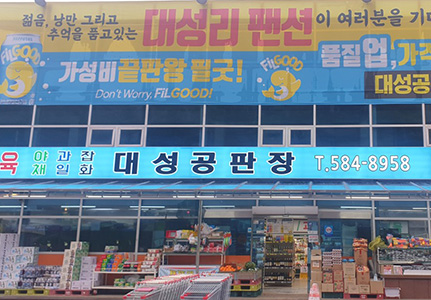 젊음, 낭만 그리고
추억을 품고있는 대성리 팬션이 여러분을 기다
FiLGOOD
가성비끝판왕 필굿!
Don't Worry, FiLGOOD!
FiLGOOD
품질업, 가격
대성공
육 야채 과일 잡화 대성공판장 T.584-8958